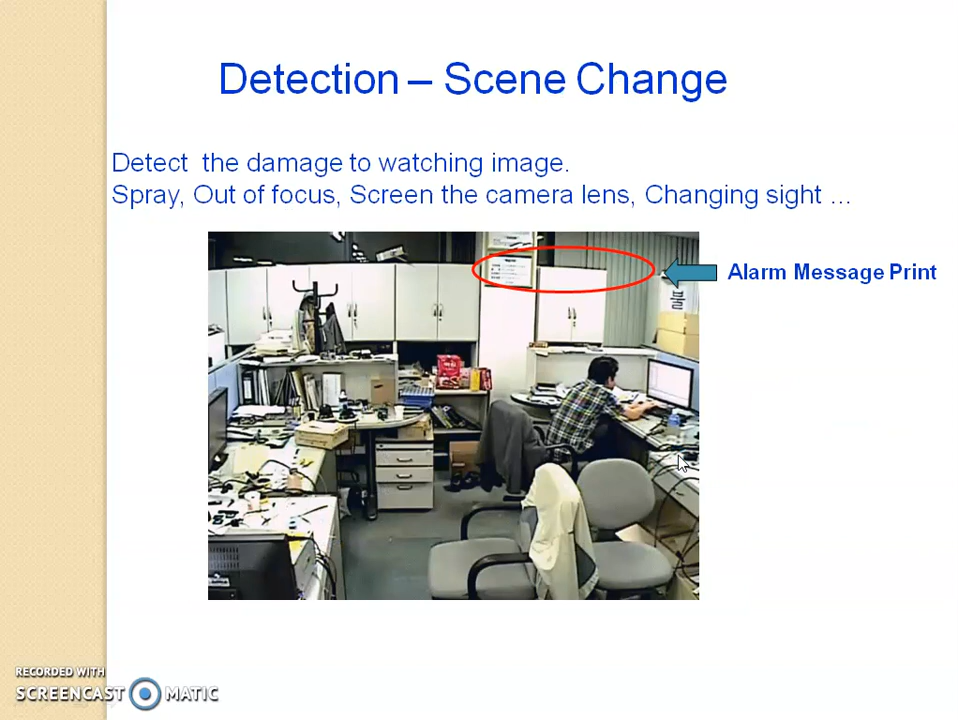 Detection – Scene Change
Detect the damage to watching image.
Spray, Out of focus, Screen the camera lens, Changing sight ...
Alarm Message Print
물
RECORDED WITH
SCREENCAST MATIC